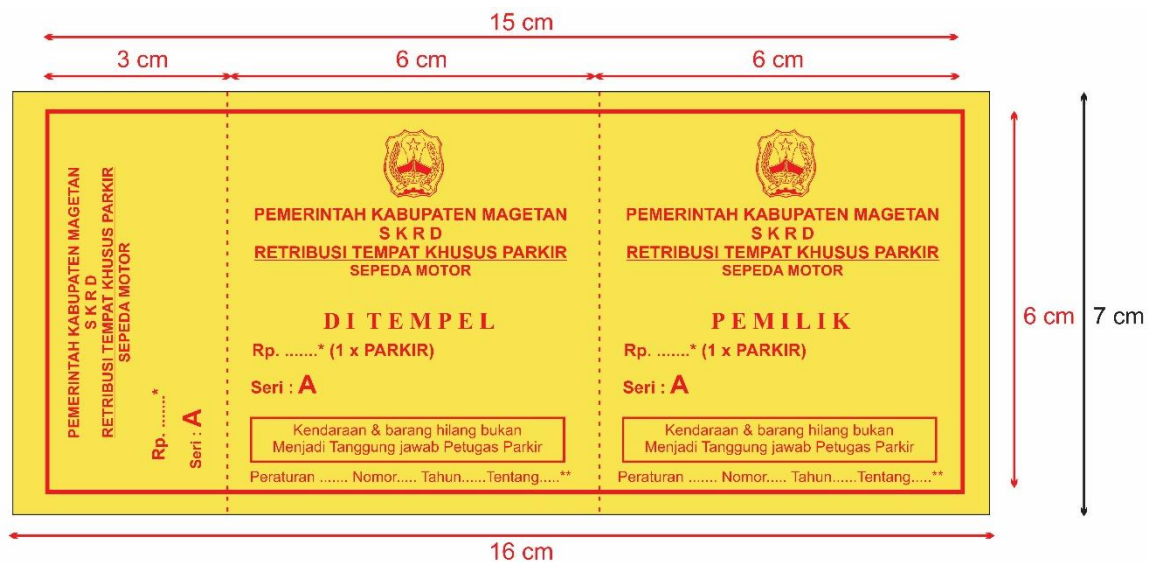 15 cm
3 cm
6 cm
6 cm
PEMERINTAH KABUPATEN MAGETAN
S K R D
RETRIBUSI TEMPAT KHUSUS PARKIR
SEPEDA MOTOR
Rp. .......*
Seri : A
PEMERINTAH KABUPATEN MAGETAN
S K R D
RETRIBUSI TEMPAT KHUSUS PARKIR
SEPEDA MOTOR
DI TEMPEL
Rp. .......* (1 x PARKIR)
Seri : A
Kendaraan & barang hilang bukan
Menjadi Tanggung jawab Petugas Parkir
Peraturan ....... Nomor..... Tahun......Tentang.....**
PEMERINTAH KABUPATEN MAGETAN
S K R D
RETRIBUSI TEMPAT KHUSUS PARKIR
SEPEDA MOTOR
PEMILIK
Rp. .......* (1 x PARKIR)
Seri : A
Kendaraan & barang hilang bukan
Menjadi Tanggung jawab Petugas Parkir
Peraturan ....... Nomor..... Tahun......Tentang.....**
6 cm
7 cm
16 cm